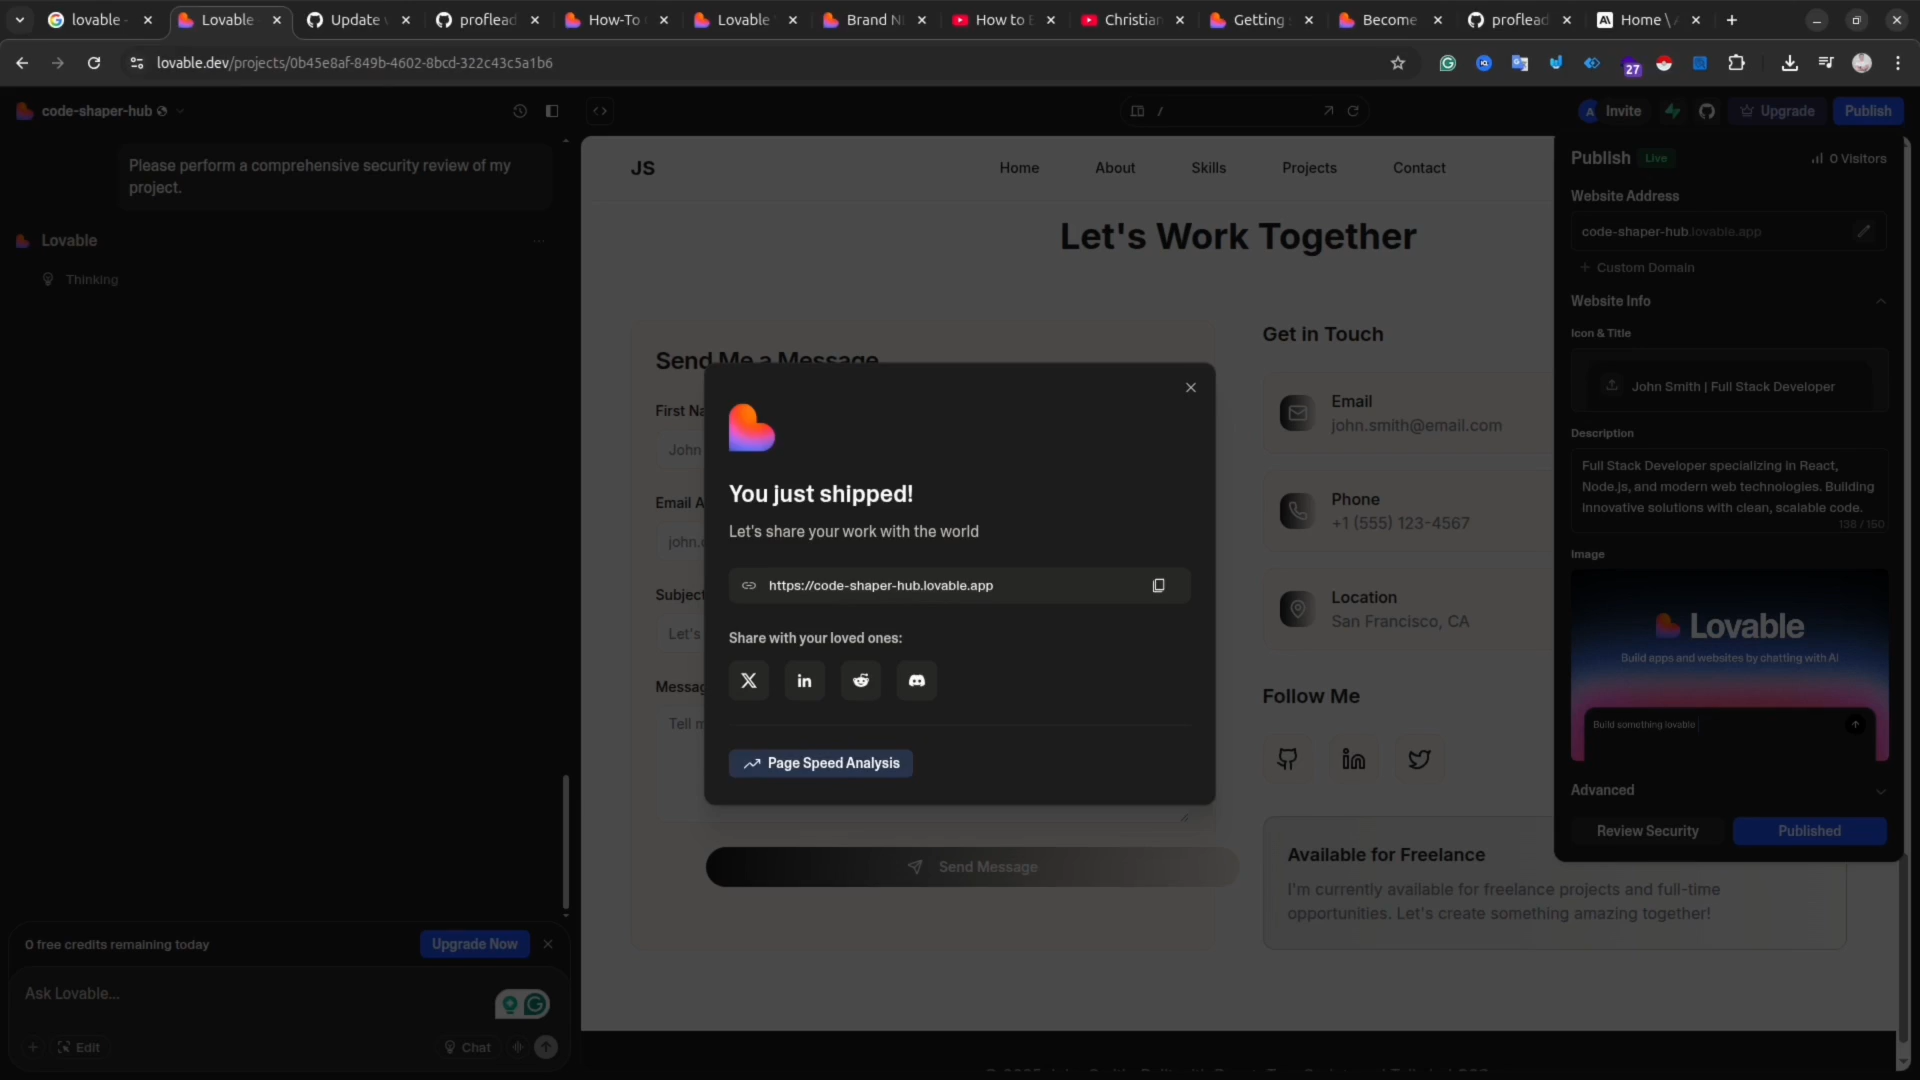 lovable -
Lovable
Update
proflead
How-To
Lovable
Brand N
How to
Christian
Getting
Become
proflead
Home \
lovable.dev/projects/0b45e8af-849b-4602-8bcd-322c43c5a1b6
27
code-shaper-hub
/
A
Invite
Upgrade
Publish
Please perform a comprehensive security review of my
project.
Lovable
Thinking
JS
Home
About
Skills
Projects
Contact
Let's Work Together
Send Me a Message
First Na
John
Email A
john.
Subject
Let's
Messag
Tell m
Send Message
You just shipped!
Let's share your work with the world
https://code-shaper-hub.lovable.app
Share with your loved ones:
Page Speed Analysis
Get in Touch
Email
john.smith@email.com
Phone
+1 (555) 123-4567
Location
San Francisco, CA
Follow Me
Available for Freelance
I'm currently available for freelance projects and full-time
opportunities. Let's create something amazing together!
Publish
Live
0 Visitors
Website Address
code-shaper-hub.lovable.app
+ Custom Domain
Website Info
Icon & Title
John Smith | Full Stack Developer
Description
Full Stack Developer specializing in React,
Node.js, and modern web technologies. Building
innovative solutions with clean, scalable code.
138 / 150
Image
Lovable
Build apps and websites by chatting with AI
Build something lovable
Advanced
Review Security
Published
0 free credits remaining today
Upgrade Now
Ask Lovable...
Edit
Chat